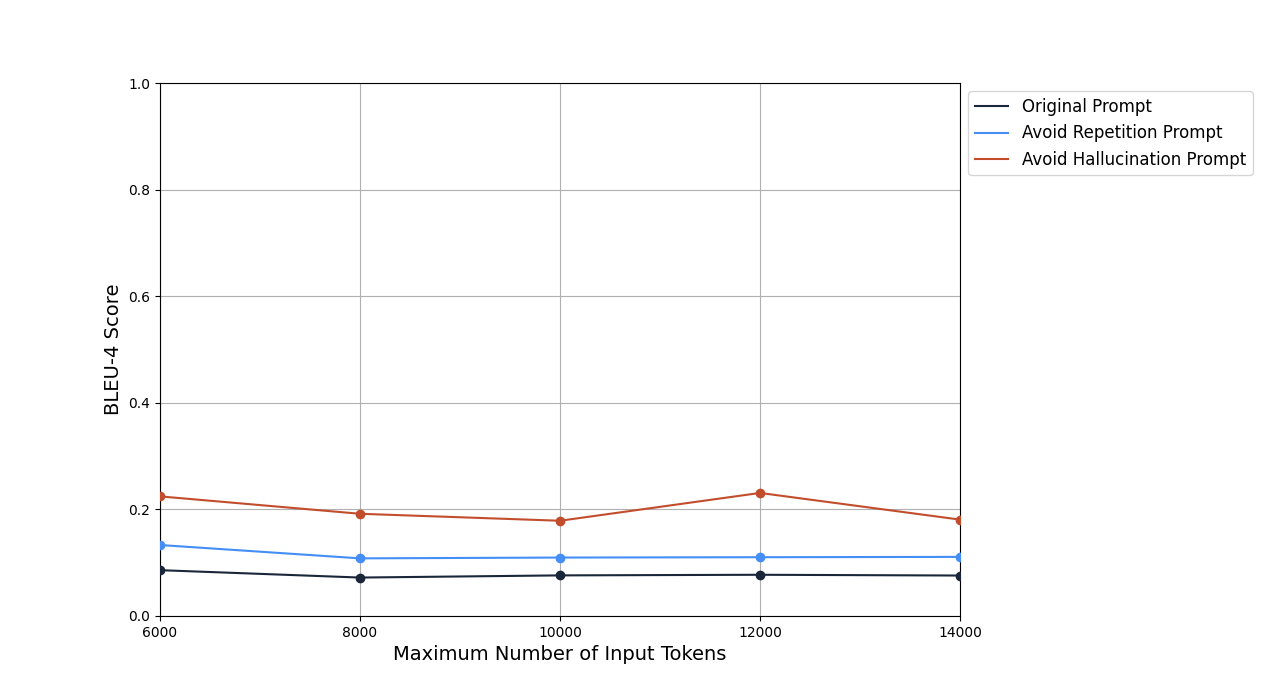 1.0
0.8
0.6
0.4
0.2
0.0
BLEU-4 Score
6000 8000 10000 12000 14000
Maximum Number of Input Tokens
Original Prompt
Avoid Repetition Prompt
Avoid Hallucination Prompt